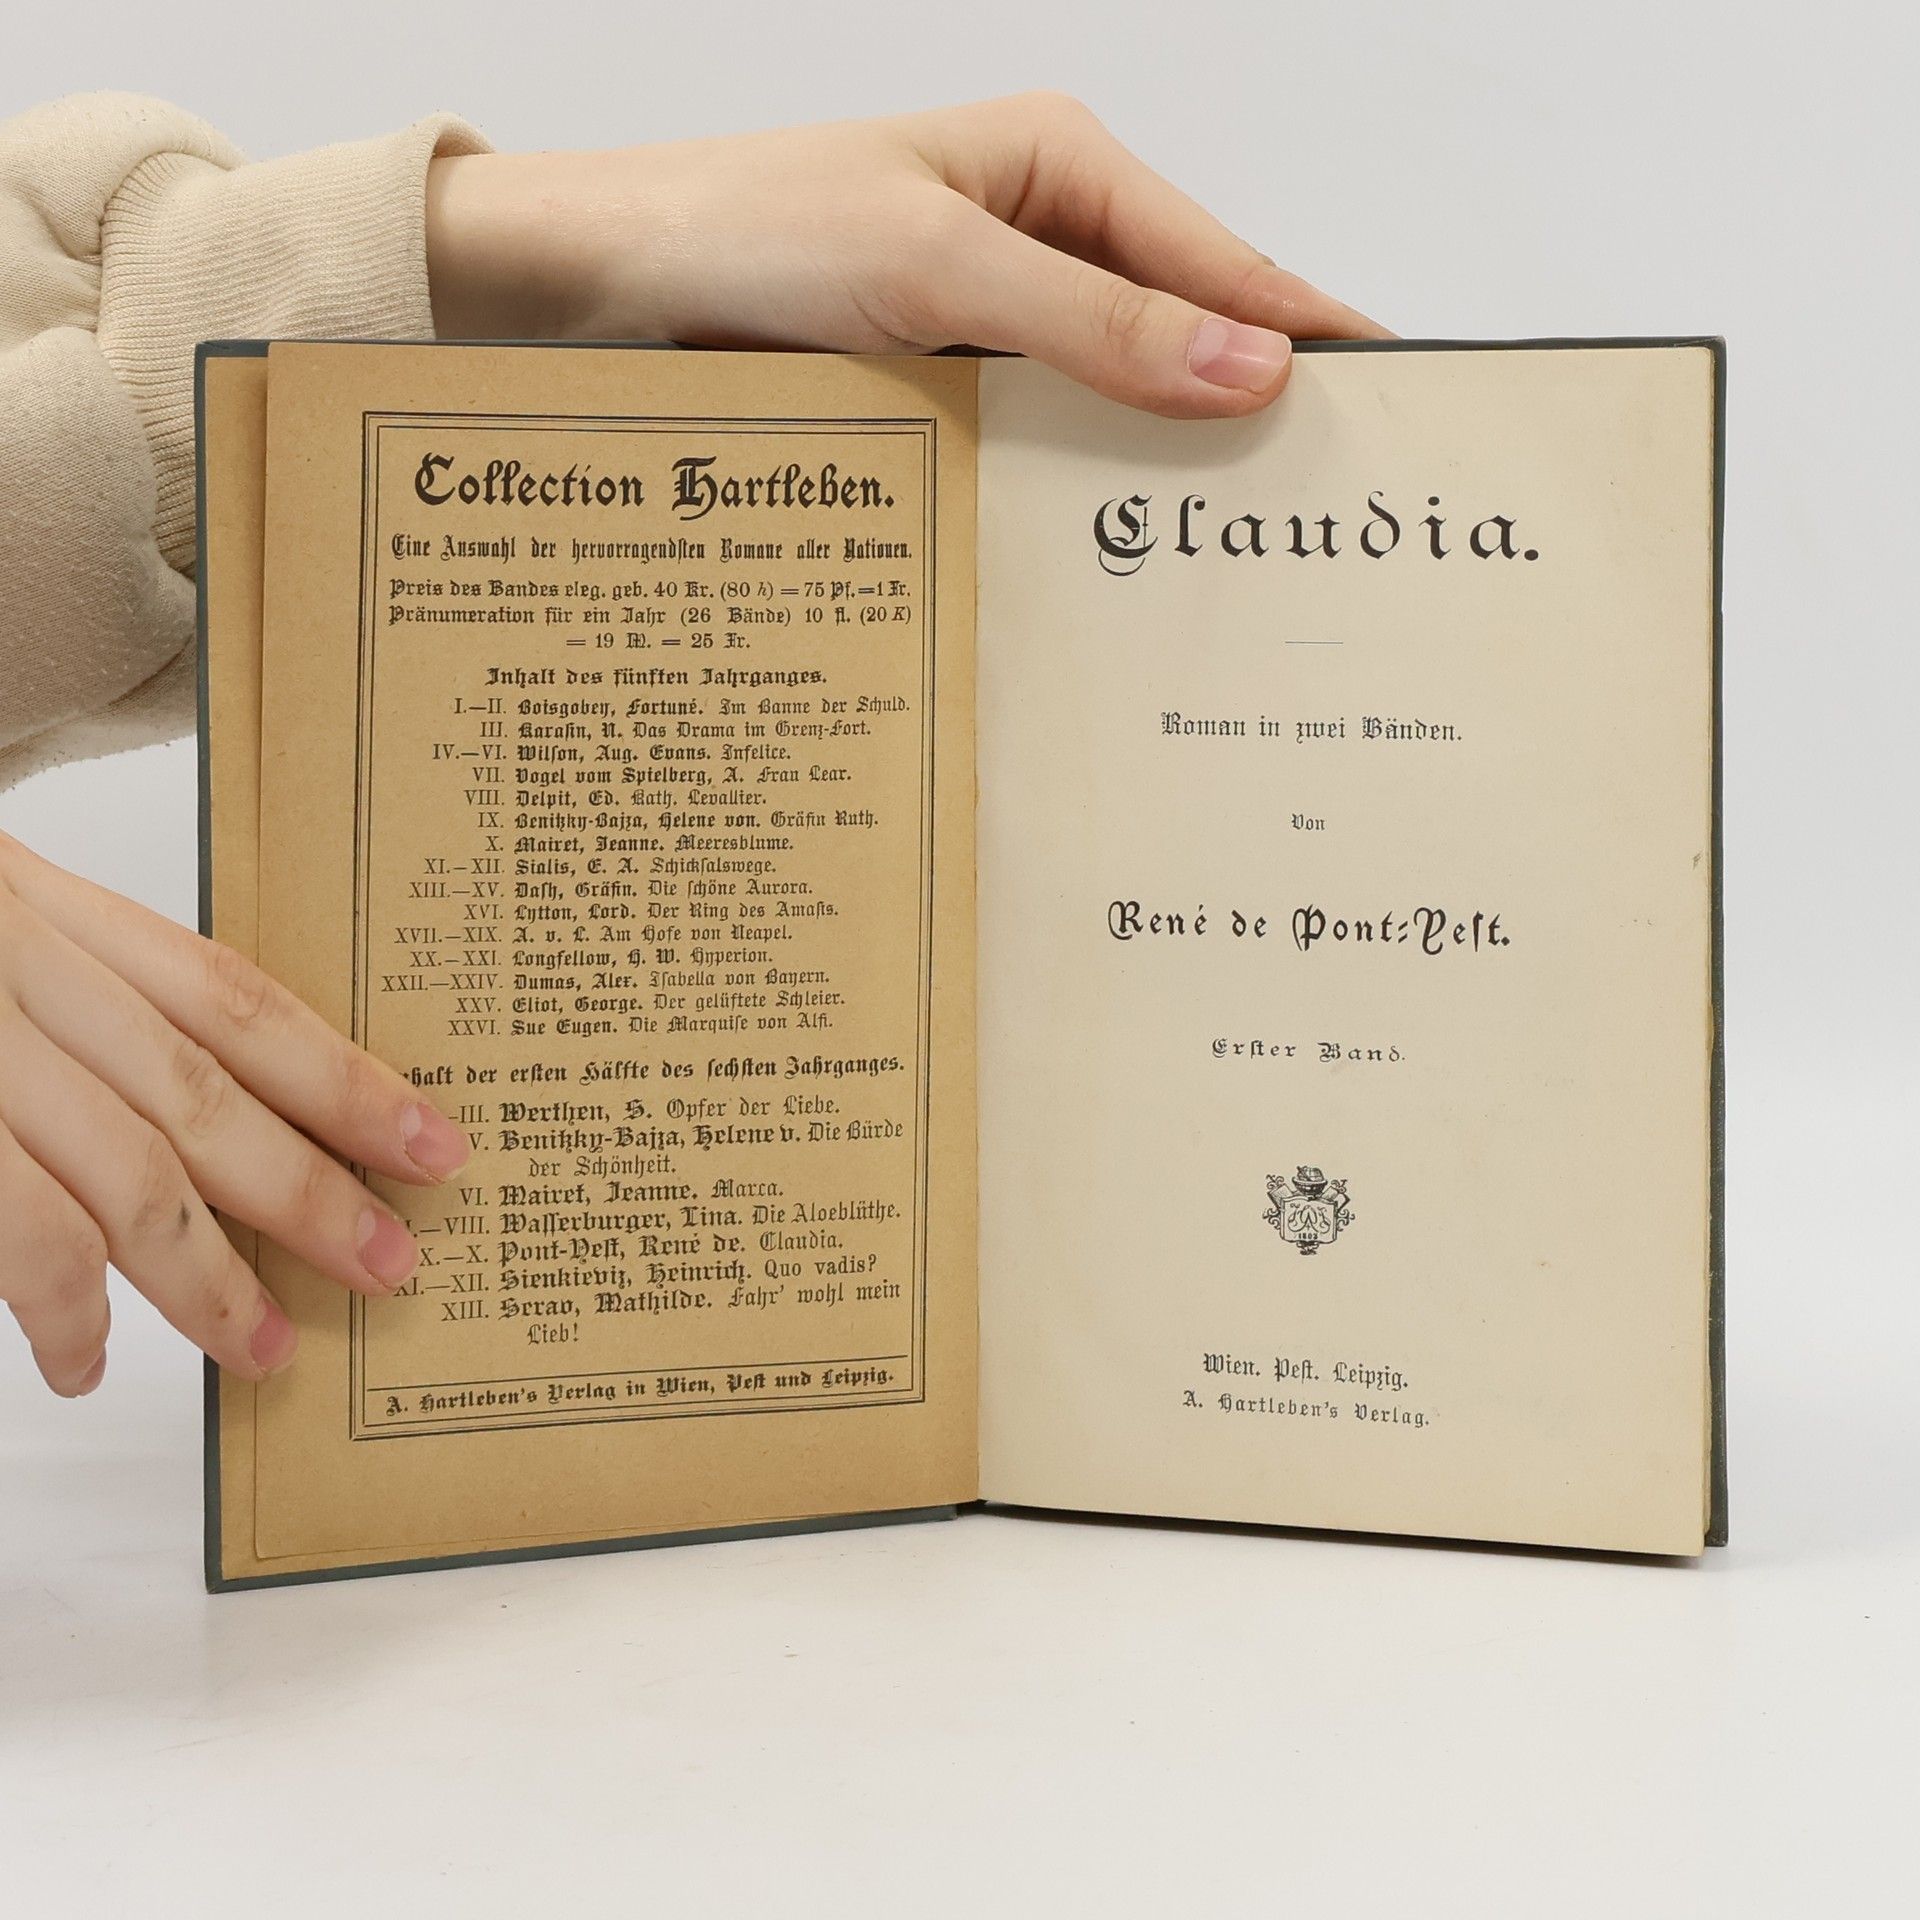 Collection Hartleben.
Eine Auswahl der hervorragendsten Romane aller Nationen.
Preis des Bandes eleg. geb. 40 Kr. (80 h) = 75 Pf. = 1 Fr.
Pränumeration für ein Jahr (26 Bände) 10 fl. (20 K)
= 19 M. = 25 Fr.
Inhalt des fünften Jahrganges.
I.—II. Boisgobey, Fortuné. Im Banne der Schuld.
III. Karasin, N. Das Drama im Grenz-Fort.
IV.—VI. Wilson, Aug. Evans. Infelice.
VII. Vogel vom Spielberg, A. Frau Lear.
VIII. Delpit, Ed. Kath. Levallier.
IX. Benitzky-Bajza, Helene von. Gräfin Ruth.
X. Mairet, Jeanne. Meeresblume.
XI.—XII. Sialis, E. A. Schicksalswege.
XIII.—XV. Dash, Gräfin. Die schöne Aurora.
XVI. Lytton, Lord. Der Ring des Amasis.
XVII.—XIX. A. v. L. Am Hofe von Neapel.
XX.—XXI. Longfellow, H. W. Hyperion.
XXII.—XXIV. Dumas, Alex. Isabella von Bayern.
XXV. Eliot, George. Der gelüftete Schleier.
XXVI. Sue Eugen. Die Marquise von Alfi.
halt der ersten Hälfte des sechsten Jahrganges.
—III. Werthen, S. Opfer der Liebe.
V. Benitzky-Bajza, Helene v. Die Bürde
der Schönheit.
VI. Mairet, Jeanne. Marca.
.—VIII. Wasserburger, Lina. Die Aloeblüthe.
X.—X. Pont-Yest, René de. Claudia.
XI.—XII. Sienkieviz, Heinrich. Quo vadis?
XIII. Serao, Mathilde. Fahr' wohl mein
Lieb!
A. Hartleben's Verlag in Wien, Pest und Leipzig.
Claudia.
Roman in zwei Bänden.
Von
René de Pont-Yest.
Erster Band.
1803
Wien. Pest. Leipzig.
A. Hartleben's Verlag.